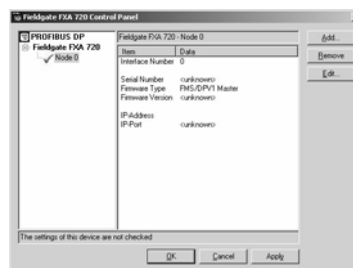 Fieldgate FXA 720 Control Panel
PROFIBUS DP
Fieldgate FXA 720
Node 0
Fieldgate FXA 720 - Node 0
Item Data
Interface Number 0
Serial Number <unknown>
Firmware Type FMS/DPV1 Master
Firmware Version <unknown>
IP-Address
IP-Port <unknown>
Add...
Remove
Edit...
The settings of this device are not checked
OK Cancel Apply